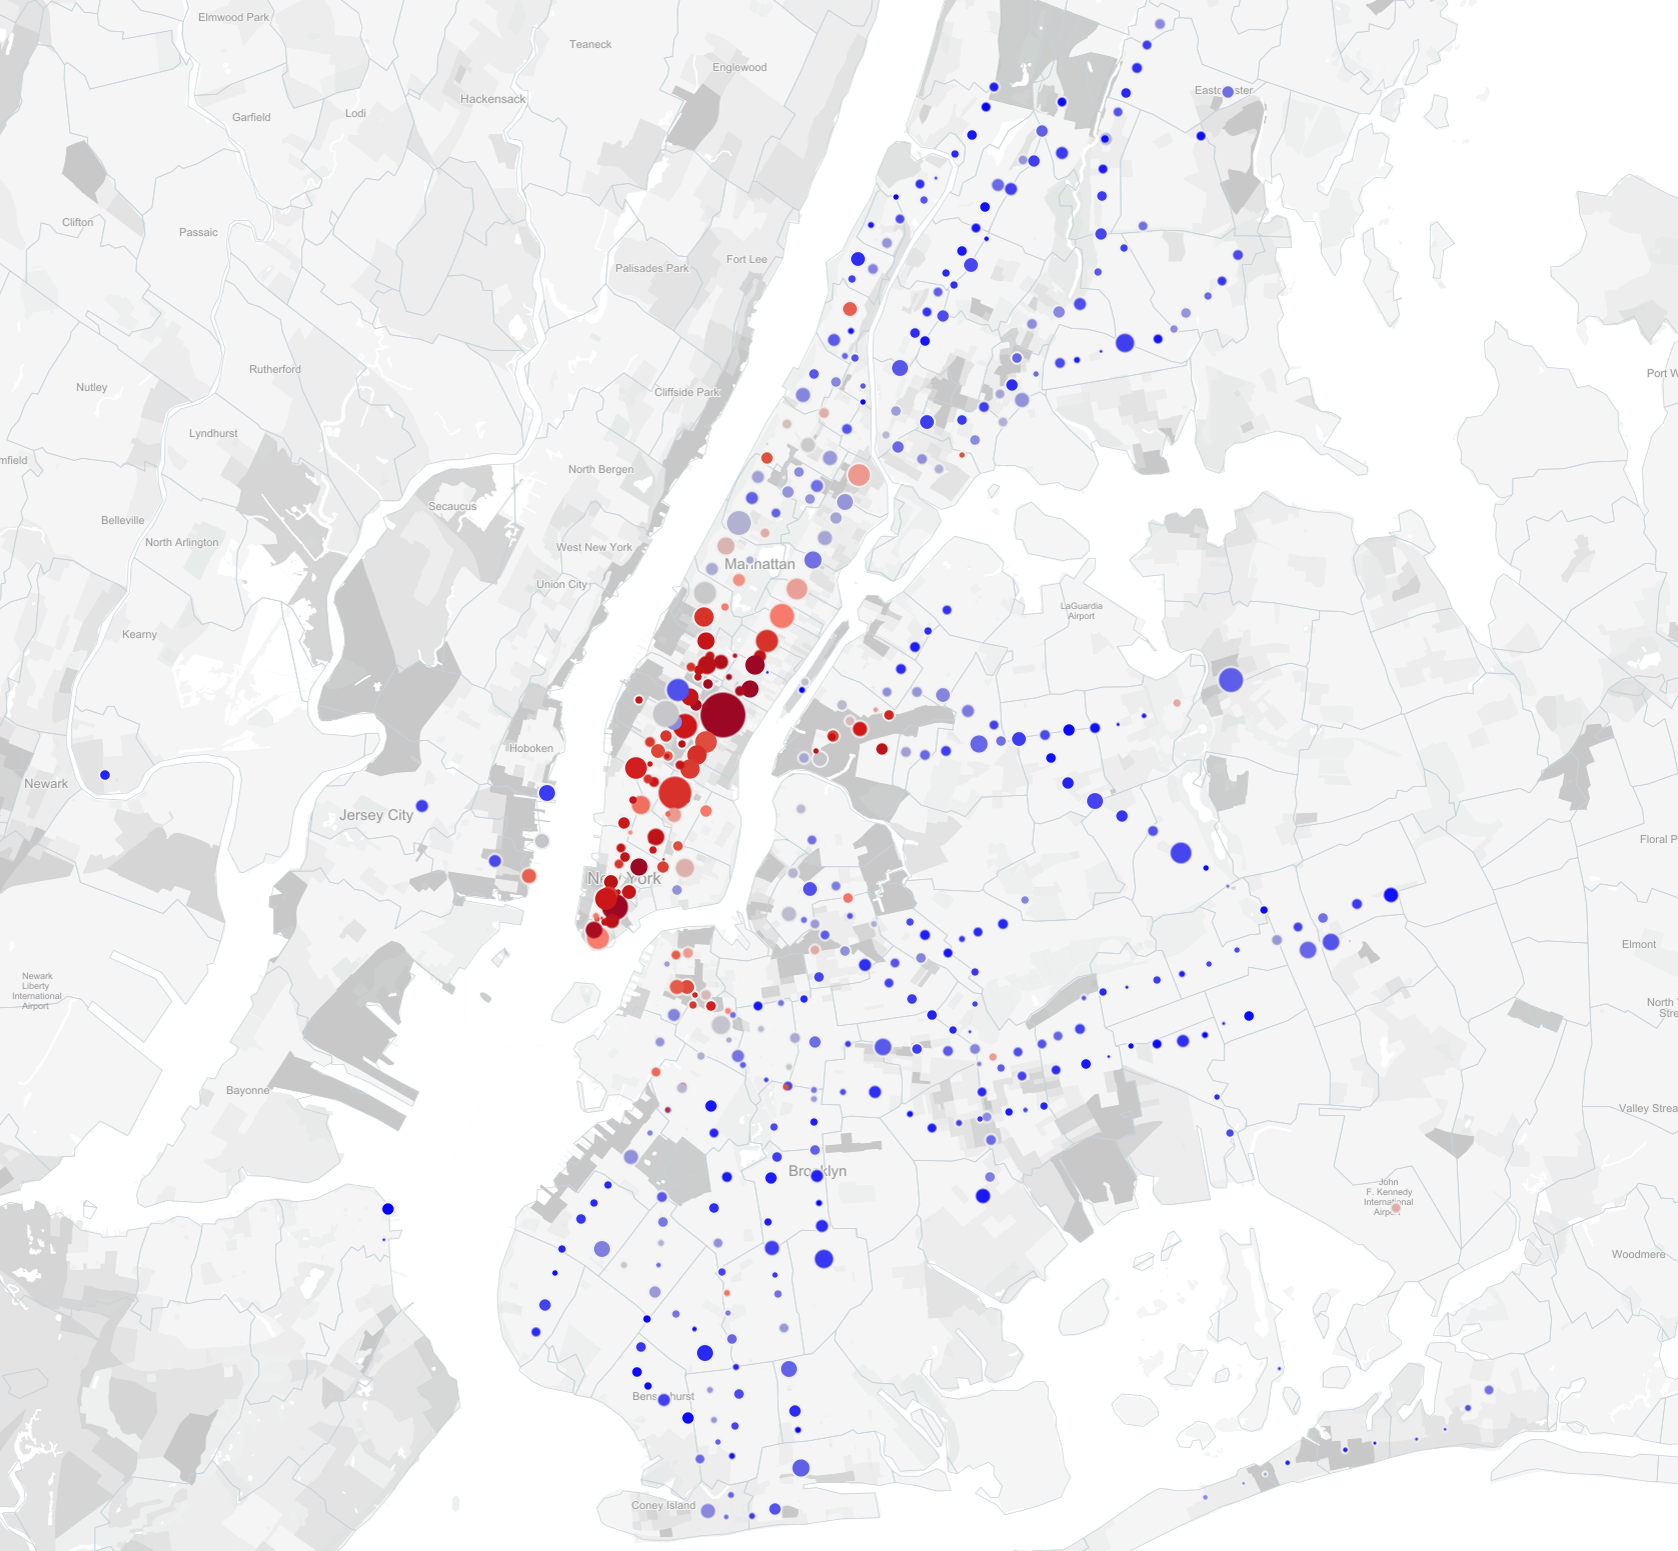 Elmwood Park
Teaneck
Englewood
Hackensack
Garfield
Lodi
Clifton
Passaic
Fort Lee
Palisades Park
Rutherford
Nutley
Cliffside Park
Port W
Lyndhurst
mfield
North Bergen
Secaucus
Belleville
North Arlington
West New York
Manhattan
Union City
LaGuardia
Airport
Kearny
Hoboken
Newark
Jersey City
Floral P
New York
Elmont
Newark
Liberty
International
Airport
North
Stre
Bayonne
Valley Strea
Brooklyn
John
F. Kennedy
International
Airport
Woodmere
Coney Island